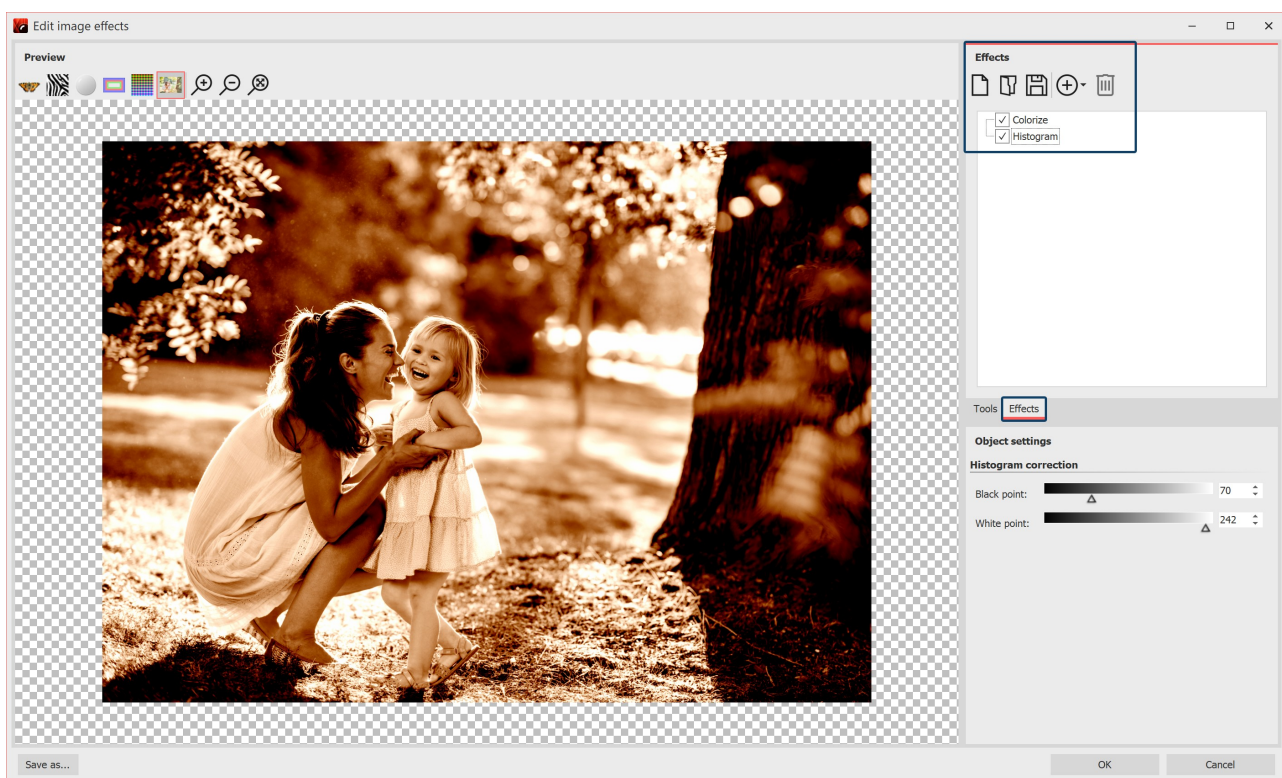 Edit image effects
Preview
Effects
Colorize
Histogram
Tools Effects
Object settings
Histogram correction
Black point: 70
White point: 242
Save as... OK Cancel